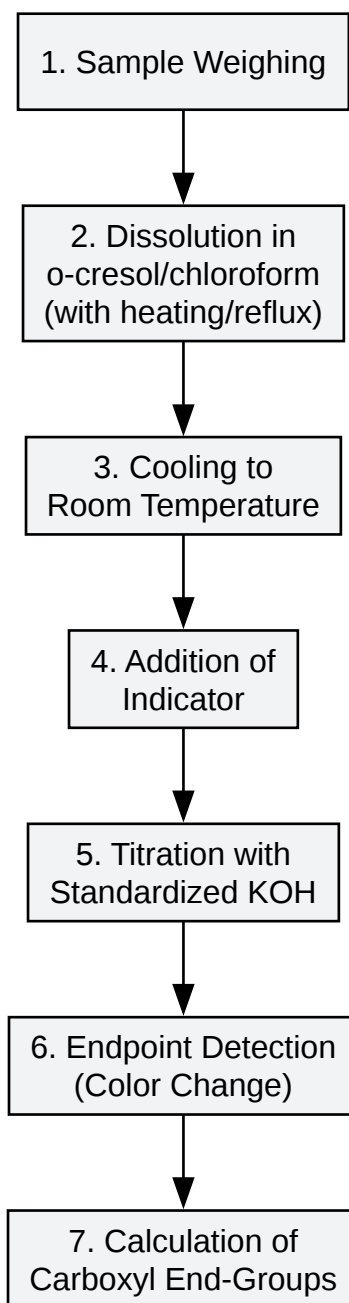 1. Sample Weighing
2. Dissolution in
o-cresol/chloroform
(with heating/reflux)
3. Cooling to
Room Temperature
4. Addition of
Indicator
5. Titration with
Standardized KOH
6. Endpoint Detection
(Color Change)
7. Calculation of
Carboxyl End-Groups